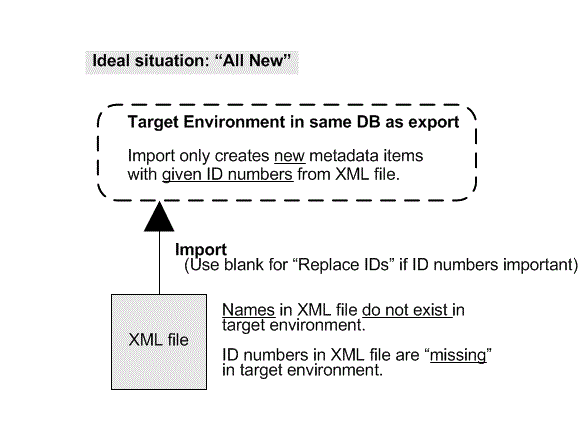 Ideal situation: “All New”
Target Environment in same DB as export
Import only creates new metadata items
with given ID numbers from XML file.
Import
(Use blank for “Replace IDs” if ID numbers important)
XML file
Names in XML file do not exist in
target environment.
ID numbers in XML file are “missing”
in target environment.